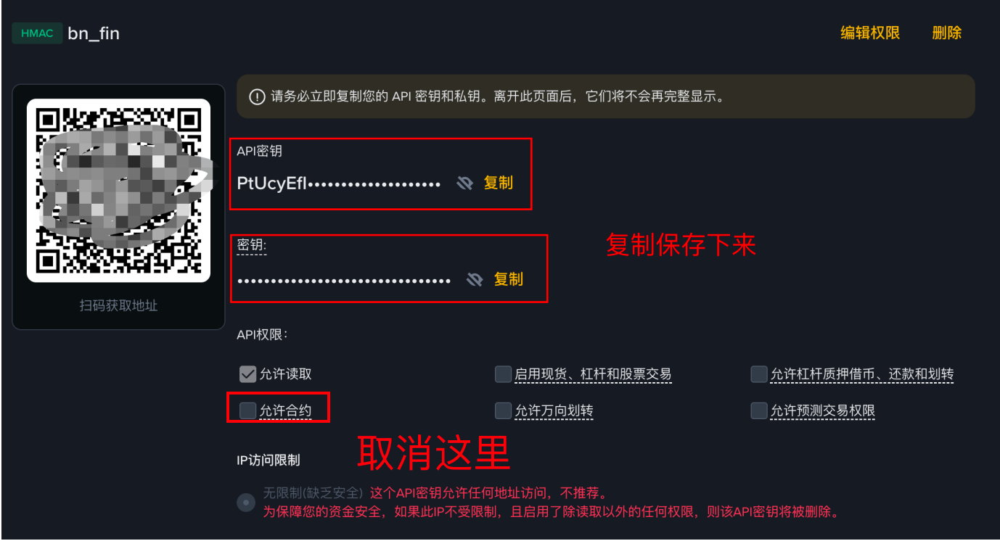 HMAC bn_fin
编辑权限 删除
请务必立即复制您的 API 密钥和私钥。离开此页面后，它们将不会再完整显示。
API密钥
PtUcyEfl•••••••••••••••••••• 复制
密钥:
•••••••••••••••••••••••••••••••• 复制
复制保存下来
扫码获取地址
API权限：
允许读取 启用现货、杠杆和股票交易 允许杠杆质押借币、还款和划转
允许合约 允许万向划转 允许预测交易权限
取消这里
IP访问限制
无限制(缺乏安全) 这个API密钥允许任何地址访问，不推荐。
为保障您的资金安全，如果此IP不受限制，且启用了除读取以外的任何权限，则该API密钥将被删除。